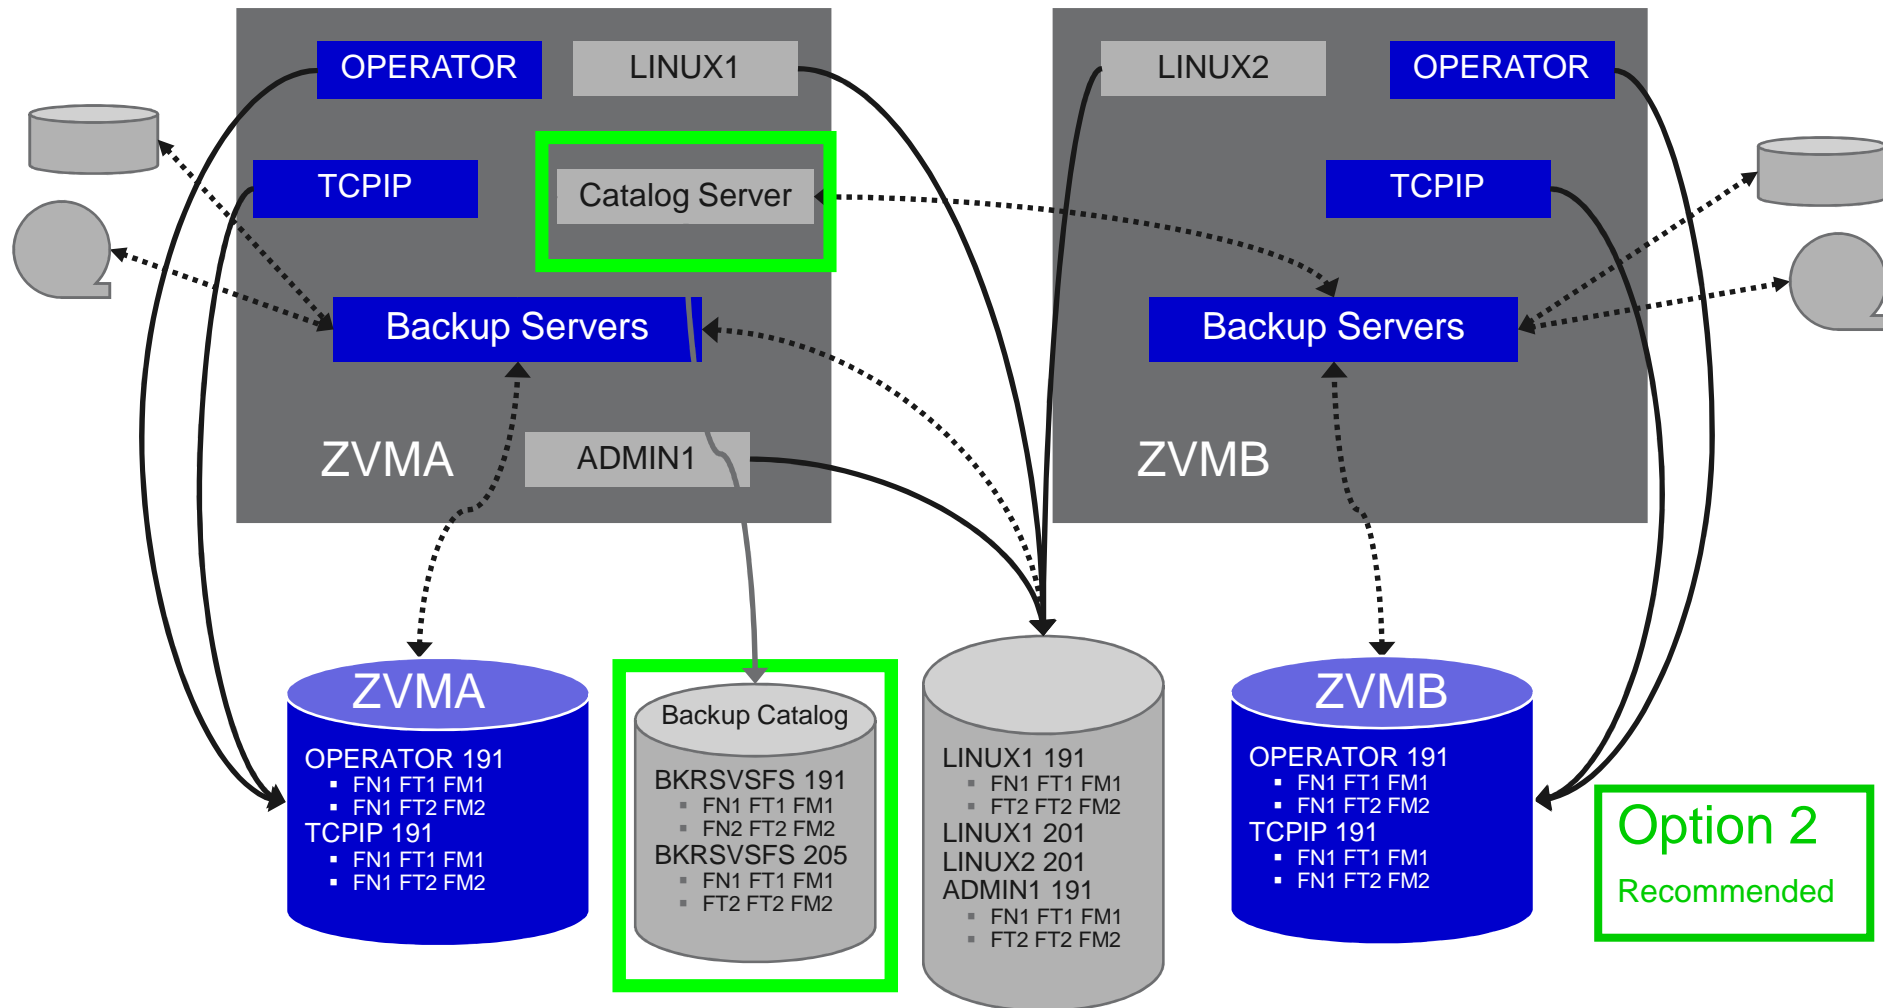 OPERATOR
LINUX1
LINUX2
OPERATOR
TCPIP
Catalog Server
TCPIP
Backup Servers
Backup Servers
ZVMA
ADMIN1
ZVMB
ZVMA
OPERATOR 191
▪ FN1 FT1 FM1
▪ FN1 FT2 FM2
TCPIP 191
▪ FN1 FT1 FM1
▪ FN1 FT2 FM2
Backup Catalog
BKRSVSFS 191
▪ FN1 FT1 FM1
▪ FN2 FT2 FM2
BKRSVSFS 205
▪ FN1 FT1 FM1
▪ FT2 FT2 FM2
LINUX1 191
▪ FN1 FT1 FM1
▪ FT2 FT2 FM2
LINUX1 201
LINUX2 201
ADMIN1 191
▪ FN1 FT1 FM1
▪ FT2 FT2 FM2
ZVMB
OPERATOR 191
▪ FN1 FT1 FM1
▪ FN1 FT2 FM2
TCPIP 191
▪ FN1 FT1 FM1
▪ FN1 FT2 FM2
Option 2
Recommended